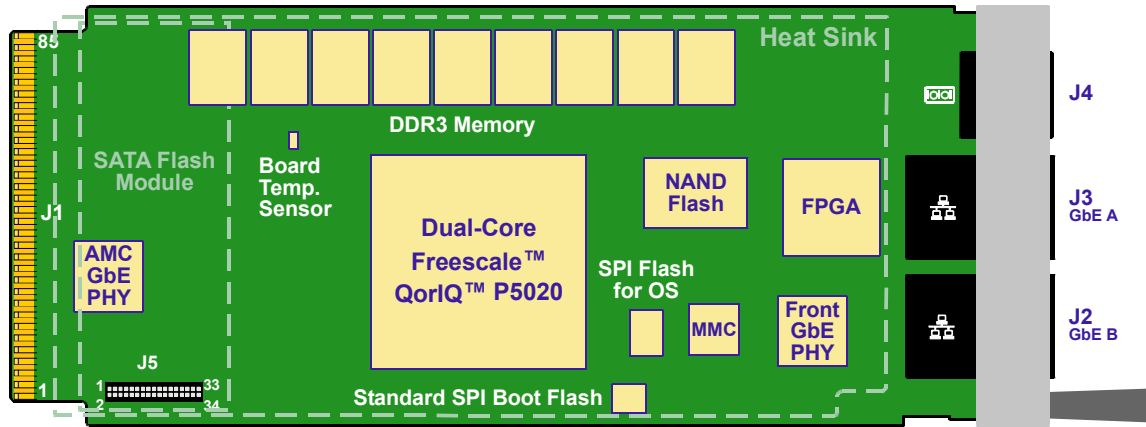 85
Heat Sink
J4
DDR3 Memory
SATA Flash
Module
Board
Temp.
Sensor
NAND
Flash
FPGA
J3
GbE A
J1
Dual-Core
Freescale™
QorIQ™ P5020
AMC
GbE
PHY
SPI Flash
for OS
MMC
Front
GbE
PHY
J2
GbE B
J5
1
33
2
34
1
Standard SPI Boot Flash